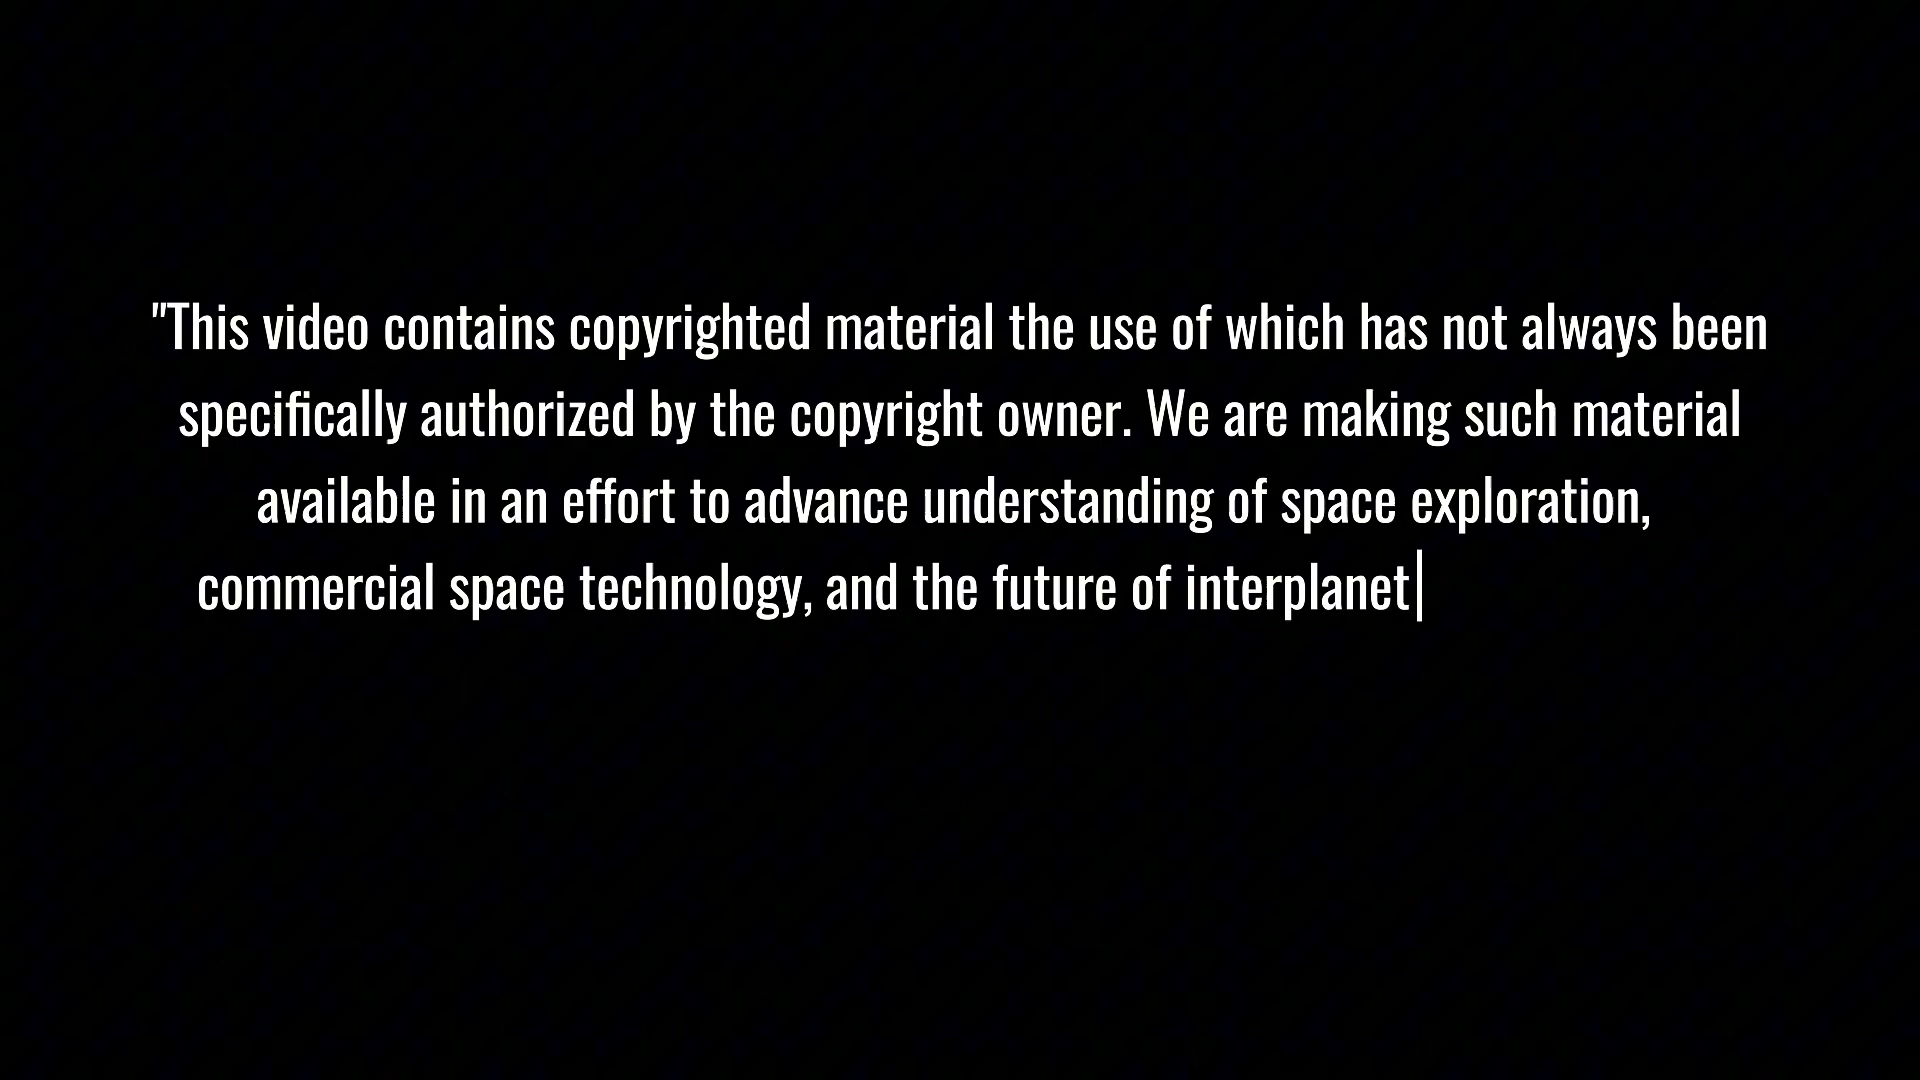 "This video contains copyrighted material the use of which has not always been
specifically authorized by the copyright owner. We are making such material
available in an effort to advance understanding of space exploration,
commercial space technology, and the future of interplanet